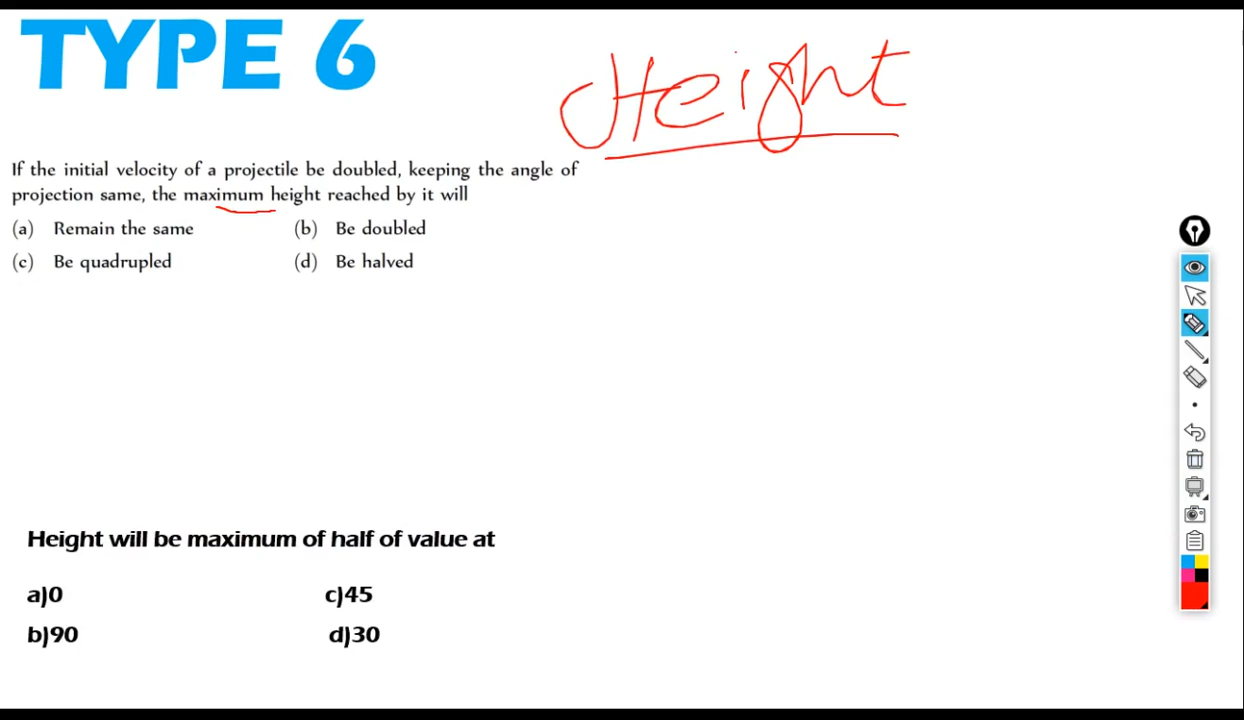 TYPE 6
Height
If the initial velocity of a projectile be doubled, keeping the angle of
projection same, the maximum height reached by it will
(a) Remain the same (b) Be doubled
(c) Be quadrupled (d) Be halved
Height will be maximum of half of value at
a)0 c)45
b)90 d)30